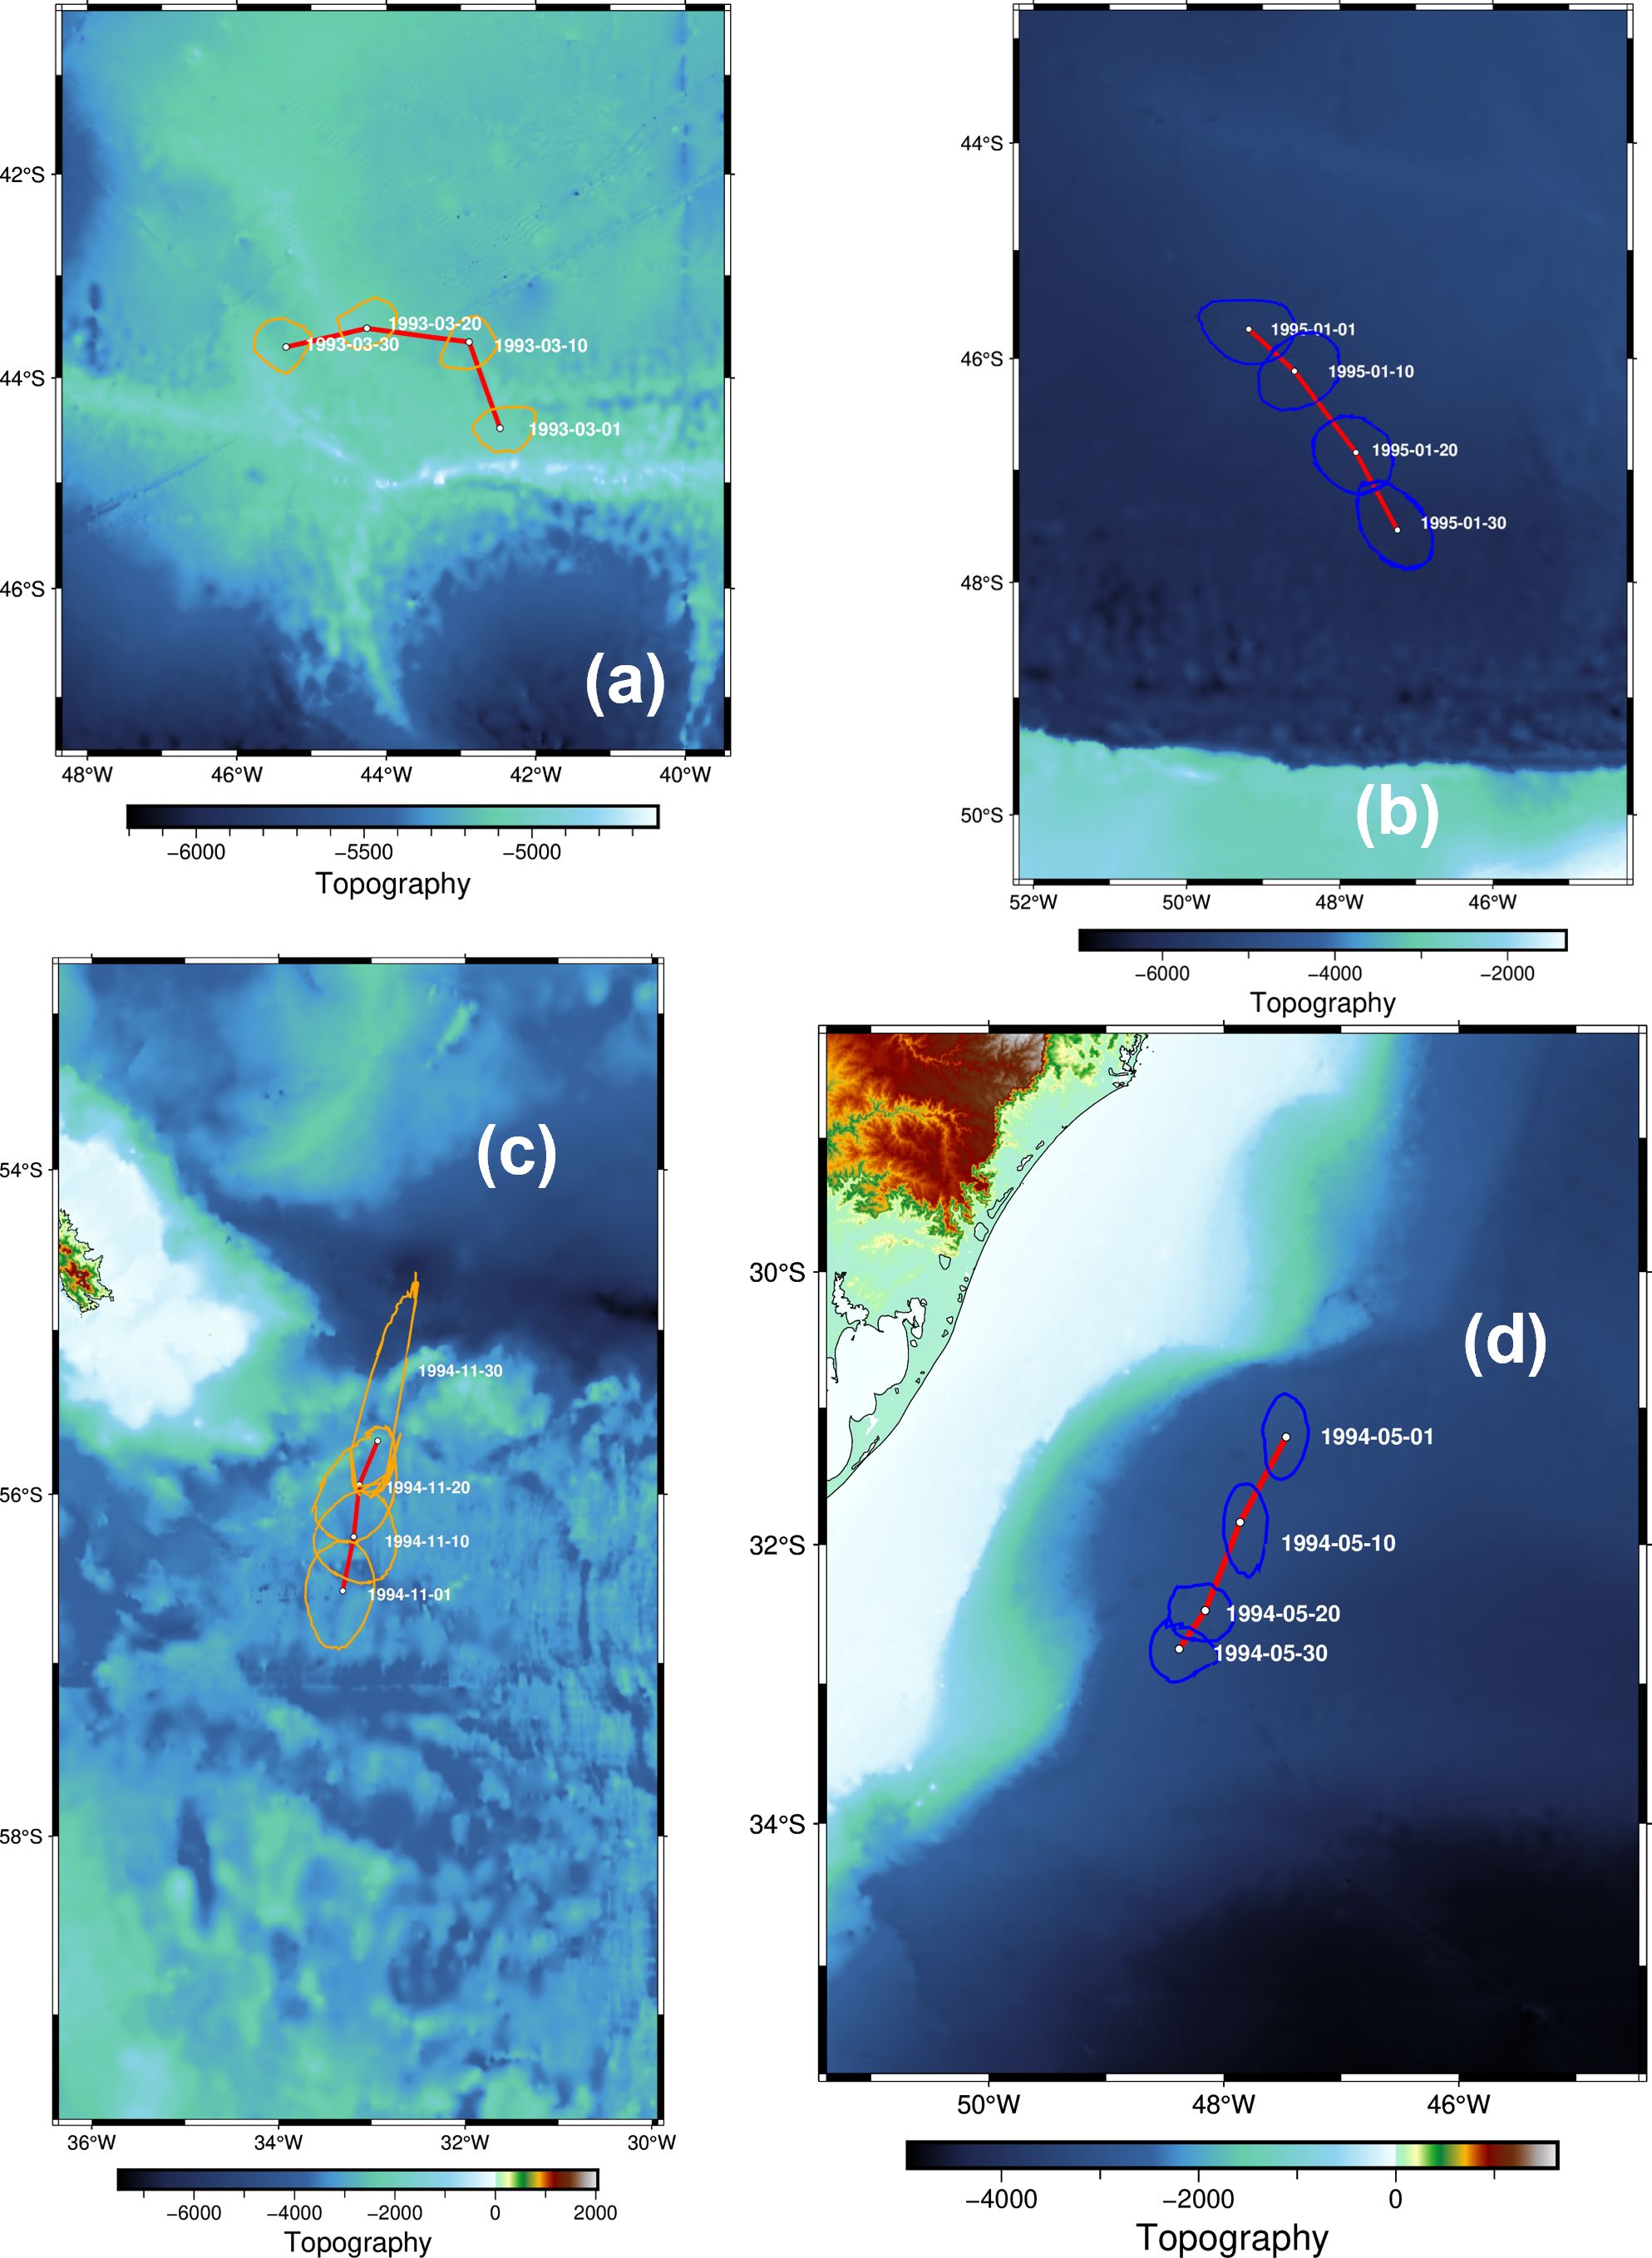 42°S
44°S
46°S
1993-03-20
1993-03-30
1993-03-10
1993-03-01
(a)
48°W 46°W 44°W 42°W 40°W
−6000 −5500 −5000
Topography
44°S
46°S
48°S
50°S
1995-01-01
1995-01-10
1995-01-20
1995-01-30
(b)
52°W 50°W 48°W 46°W
−6000 −4000 −2000
Topography
54°S
56°S
58°S
(c)
1994-11-30
1994-11-20
1994-11-10
1994-11-01
36°W 34°W 32°W 30°W
−6000 −4000 −2000 0 2000
Topography
30°S
32°S
34°S
(d)
1994-05-01
1994-05-10
1994-05-20
1994-05-30
50°W 48°W 46°W
−4000 −2000 0
Topography